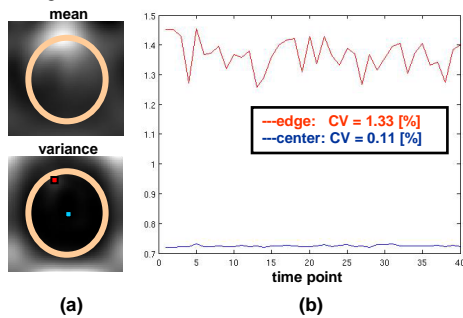 mean
variance
(a)
1.5
1.4
1.3
1.2
1.1
1
0.9
0.8
0.7
---edge: CV = 1.33 [%]
---center: CV = 0.11 [%]
0 5 10 15 20 25 30 35 40
time point
(b)